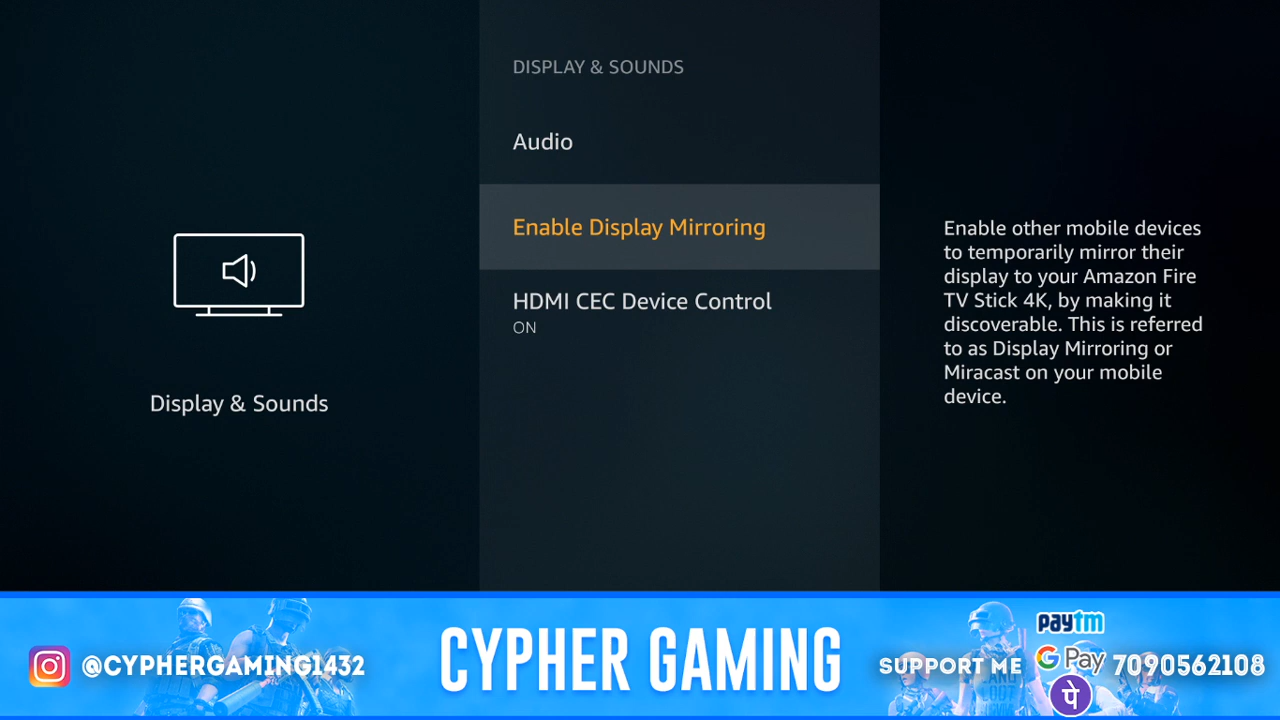 DISPLAY & SOUNDS
Audio
Enable Display Mirroring
HDMI CEC Device Control
ON
Display & Sounds
Enable other mobile devices
to temporarily mirror their
display to your Amazon Fire
TV Stick 4K, by making it
discoverable. This is referred
to as Display Mirroring or
Miracast on your mobile
device.
@CYPHERGAMING1432
CYPHER GAMING
SUPPORT ME
paytm
G Pay
पे
7090562108